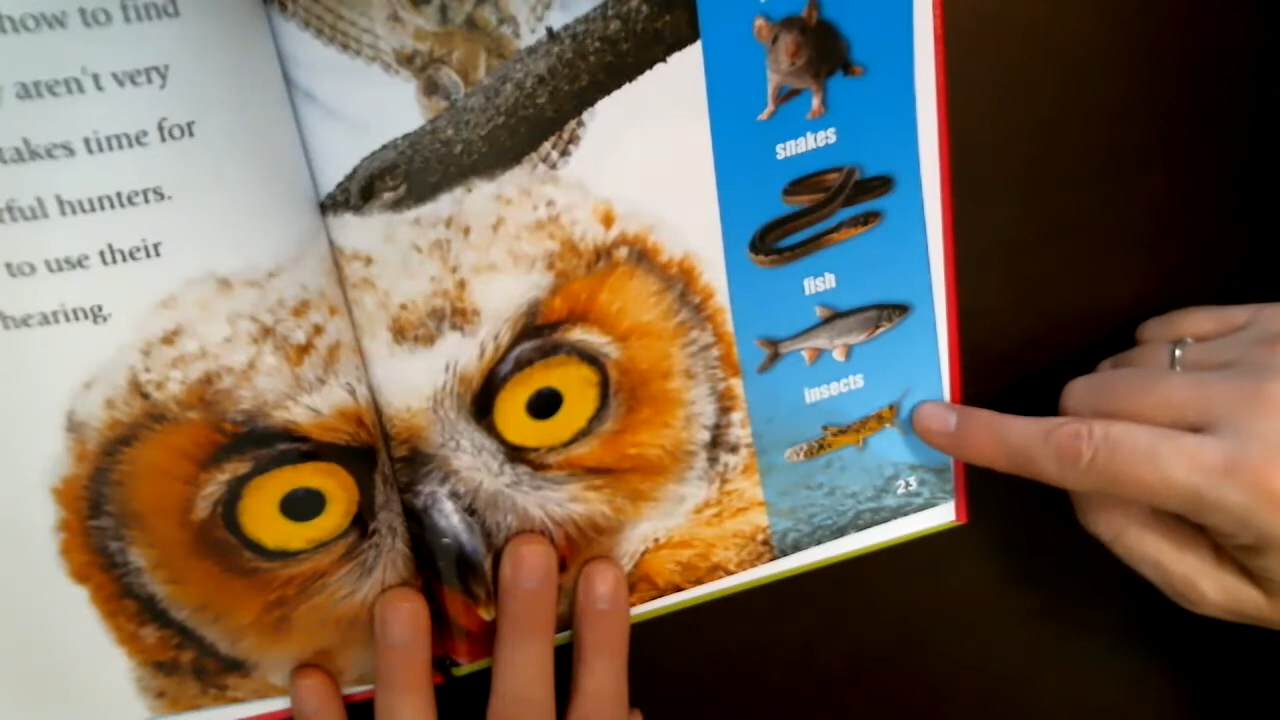 how to find
aren't very
takes time for
rful hunters.
to use their
hearing.
snakes
fish
insects
23